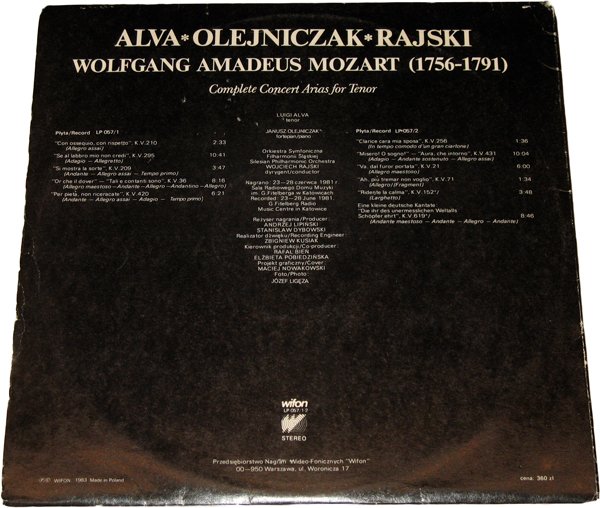 ALVA*OLEJNICZAK*RAJSKI
WOLFGANG AMADEUS MOZART (1756-1791)
Complete Concert Arias for Tenor
LUIGI ALVA
tenor
JANUSZ OLEJNICZAK*
fortepian/piano
Orkiestra Symfoniczna
Filharmonii Śląskiej
Silesian Philharmonic Orchestra
WOJCIECH RAJSKI
dyrygent/conductor
Nagrano: 23—28 czerwca 1981 r.
Sala Radiowego Domu Muzyki
im. G.Fitelberga w Katowicach
Recorded: 23—28 June 1981.
G.Fitelberg Radio
Music Centre in Katowice
Reżyser nagrania/Producer:
ANDRZEJ LIPIŃSKI
STANISŁAW DYBOWSKI
Realizator dźwięku/Recording Engineer:
ZBIGNIEW KUSIAK
Kierownik produkcji/Co-producer:
RAFAŁ BIEŃ
ELŻBIETA POBIEDZIŃSKA
Projekt graficzny/Cover:
MACIEJ NOWAKOWSKI
Foto/Photo:
JÓZEF LIGĘZA
Płyta/Record LP 057/1
"Con ossequio, con rispetto", K.V.210 2:33
(Allegro assai)
"Se al labbro mio non credi", K.V.295 10:41
(Adagio — Allegretto)
"Si mostra la sorte", K.V.209 3:47
(Andante — Allegro assai — Tempo primo)
"Or che il dover" — "Tali e cotanti sono", K.V.36 8:16
(Allegro maestoso —Andante —Allegro —Andantino —Allegro)
"Per pietà, non ricercate", K.V.420 6:21
(Andante — Allegro assai — Adagio — Tempo primo)
Płyta/Record LP 057/2
"Clarice cara mia sposa", K.V.256 1:36
(In tempo comodo d'un gran ciarlone)
"Misero! O sogno!" — "Aura, che intorno", K.V.431 10:04
(Adagio — Andante sostenuto — Allegro assai)
"Va, dal furor portata", K.V.21 6:00
(Allegro maestoso)
"Ah, più tremar non voglio", K.V.71 1:34
(Allegro)/(Fragment)
"Ridente la calma", K.V.152*/ 3:48
(Larghetto)
Eine kleine deutsche Kantate
"Die ihr des unermesslichen Weltalls
Schöpfer ehrt", K.V.619*/ 8:46
(Andante maestoso — Andante — Allegro — Andante)
wifon
LP 057/1-2
STEREO
Przedsiębiorstwo Nagrań Wideo-Fonicznych "Wifon"
00—950 Warszawa, ul. Woronicza 17
℗© WIFON 1983 Made in Poland
cena: 360 zł